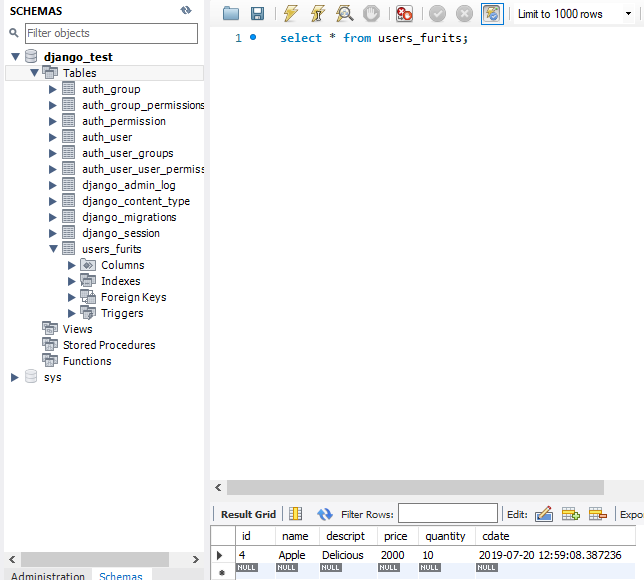 SCHEMAS
Filter objects
django_test
Tables
auth_group
auth_group_permissions
auth_permission
auth_user
auth_user_groups
auth_user_user_permiss
django_admin_log
django_content_type
django_migrations
django_session
users_furits
Columns
Indexes
Foreign Keys
Triggers
Views
Stored Procedures
Functions
sys
Administration Schemas
Limit to 1000 rows
1 select * from users_furits;
Result Grid Filter Rows: Edit: Expo
id name descript price quantity cdate
4 Apple Delicious 2000 10 2019-07-20 12:59:08.387236
NULL NULL NULL NULL NULL NULL